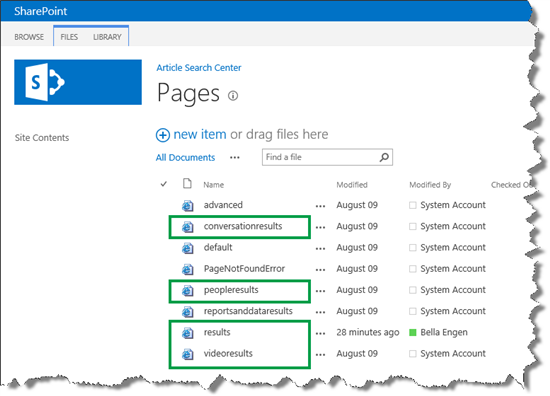 SharePoint
BROWSE FILES LIBRARY
S
Article Search Center
Pages
Site Contents
new item or drag files here
All Documents ... Find a file
Name Modified Modified By Checked Ou
advanced ... August 09 System Account
conversationresults ... August 09 System Account
default ... August 09 System Account
PageNotFoundError ... August 09 System Account
peopleresults ... August 09 System Account
reportsanddataresults ... August 09 System Account
results ... 28 minutes ago Bella Engen
videoresults ... August 09 System Account